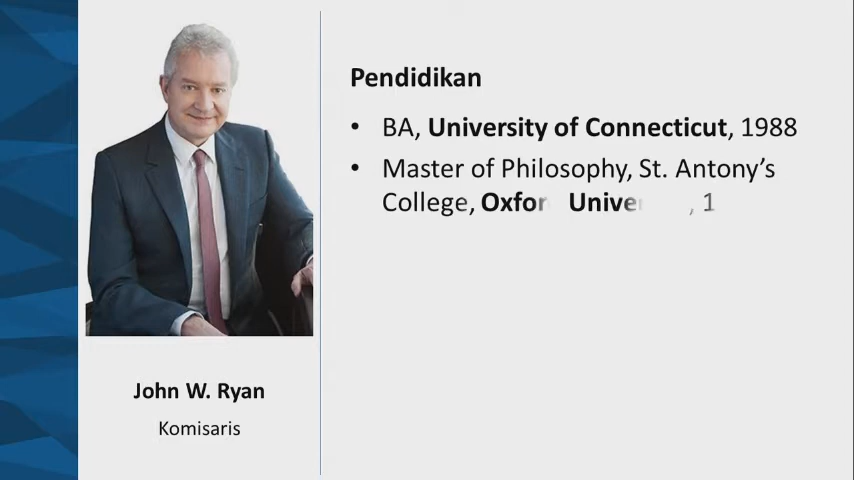 Pendidikan
• BA, University of Connecticut, 1988
• Master of Philosophy, St. Antony's
College,
John W. Ryan
Komisaris